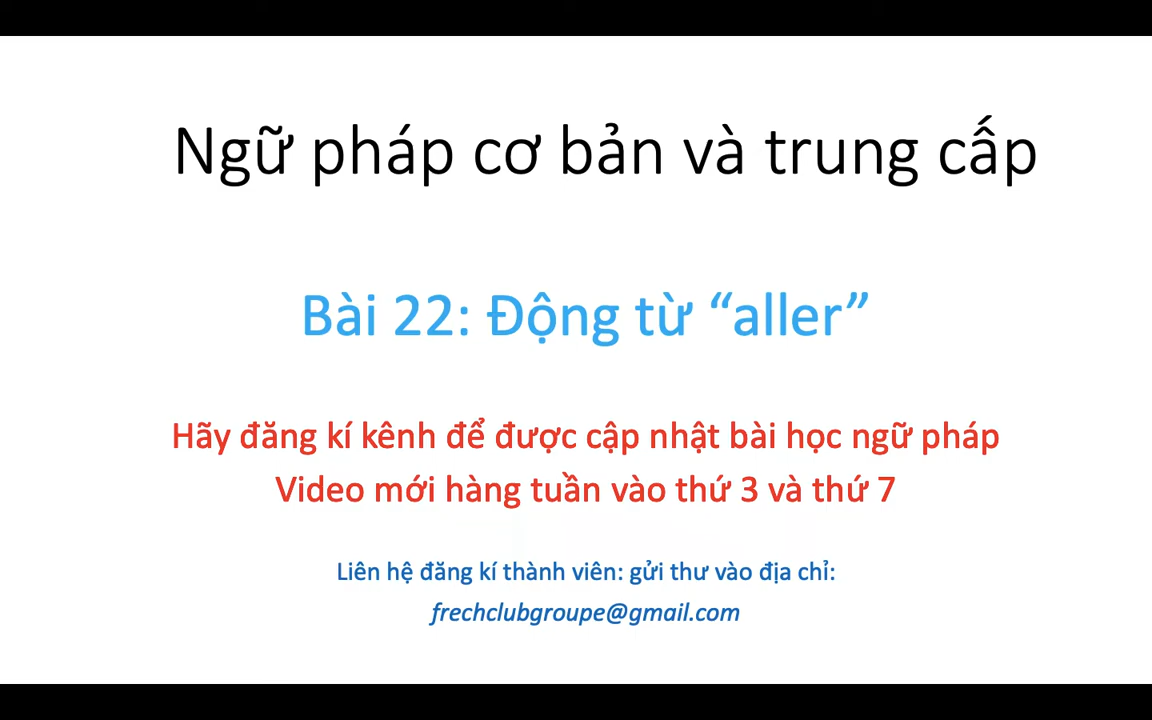 Ngữ pháp cơ bản và trung cấp
Bài 22: Động từ “aller”
Hãy đăng kí kênh để được cập nhật bài học ngữ pháp
Video mới hàng tuần vào thứ 3 và thứ 7
Liên hệ đăng kí thành viên: gửi thư vào địa chỉ:
frechclubgroupe@gmail.com